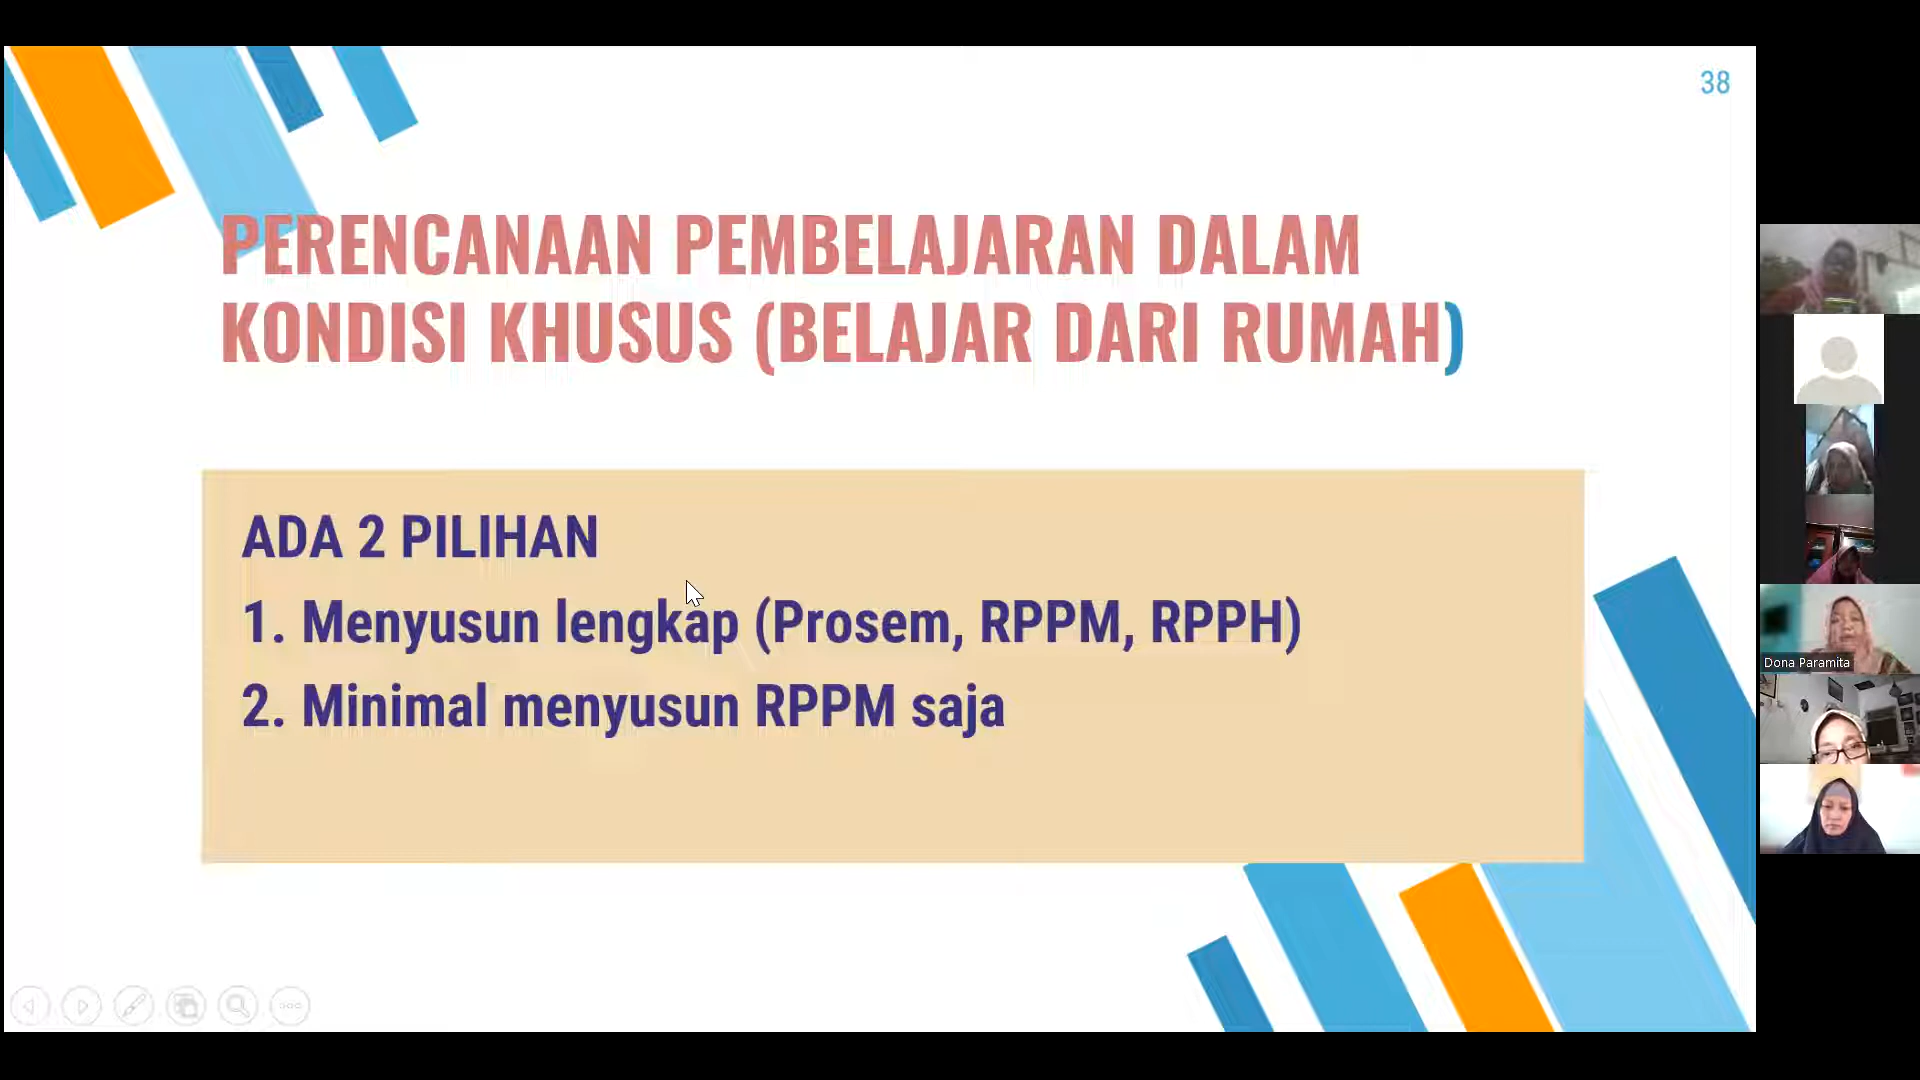 38
PERENCANAAN PEMBELAJARAN DALAM
KONDISI KHUSUS (BELAJAR DARI RUMAH)
ADA 2 PILIHAN
1. Menyusun lengkap (Prosem, RPPM, RPPH)
2. Minimal menyusun RPPM saja
Dona Paramita